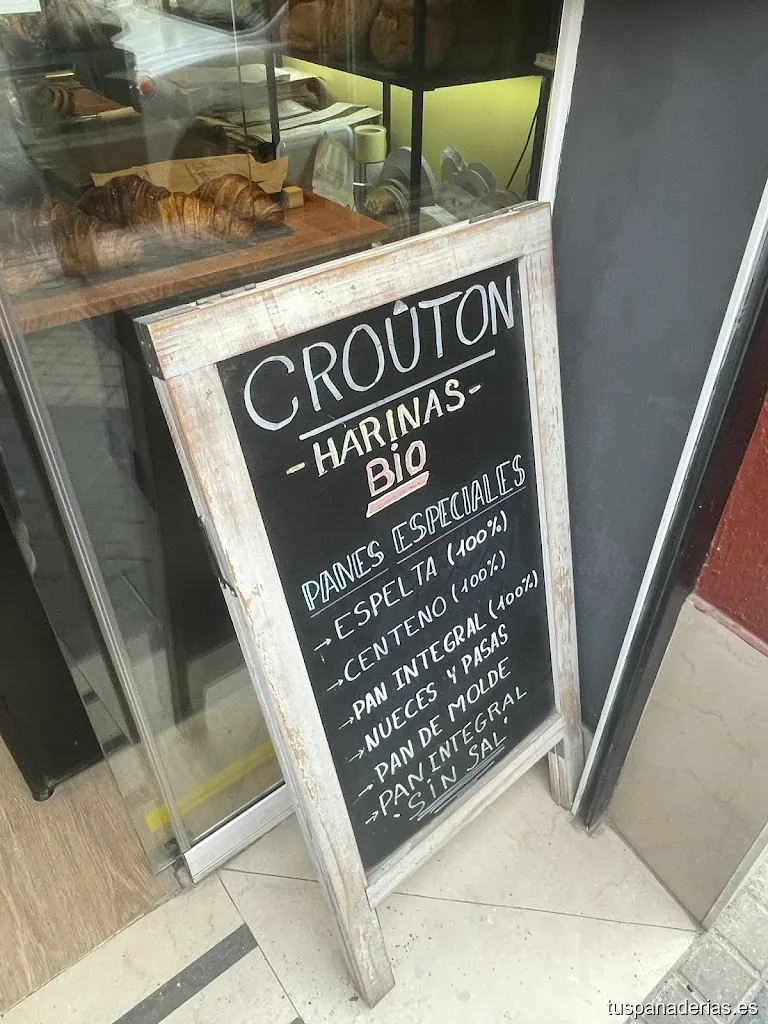 CROÛTON
-HARINAS-
BiO
PANES ESPECIALES
→ESPELTA (100%)
→CENTENO (100%)
→PAN INTEGRAL (100%)
→NUECES Y PASAS
→PAN DE MOLDE
→PAN INTEGRAL
·SIN SAL·
tuspanaderias.es